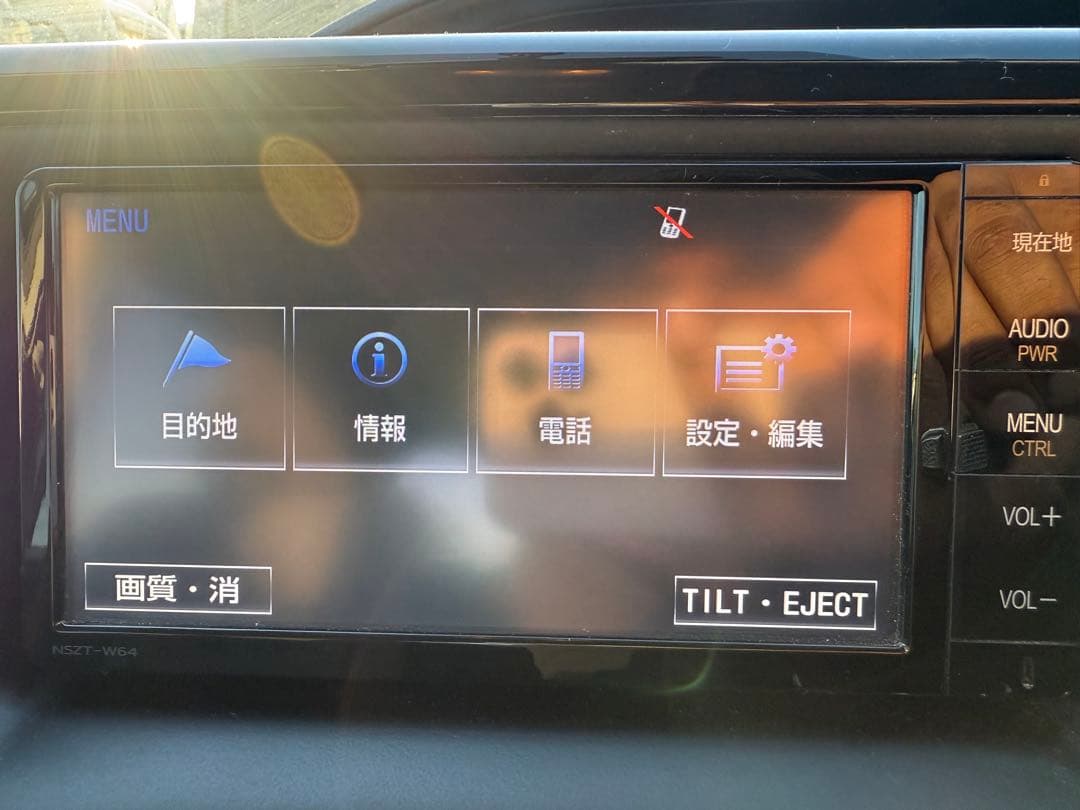 MENU
目的地
情報
電話
設定・編集
画質・消
TILT・EJECT
NSZT-W64
現在地
AUDIO
PWR
MENU
CTRL
VOL+
VOL−